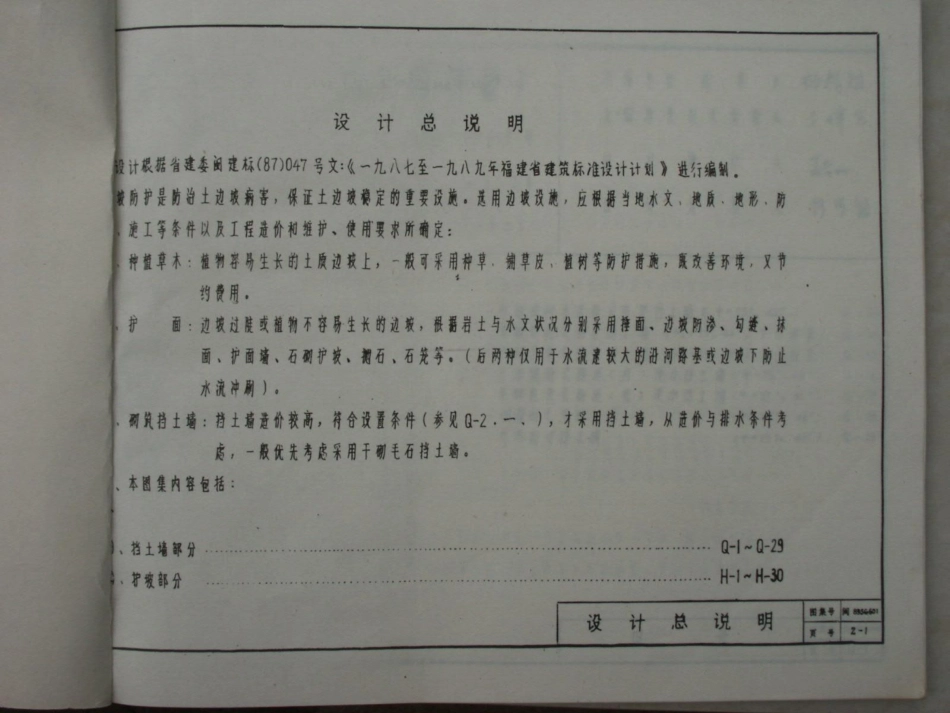 设计总说明
设计根据省建委闽建标(87)047号文:《一九八七至一九八九年福建省建筑标准设计计划》进行编制。
坡防护是防治土边坡病害，保证土边坡稳定的重要设施。选用边坡设施，应根据当地水文、地质、地形、防
、施工等条件以及工程造价和维护、使用要求所确定:
、种植草木: 植物容易生长的土质边坡上，一般可采用种草、铺草皮、植树等防护措施，既改善环境，又节
约费用。
、护 面: 边坡过陡或植物不容易生长的边坡，根据岩土与水文状况分别采用捶面、边坡防渗、勾缝、抹
面、护面墙、石砌护坡、抛石、石笼等。(后两种仅用于水流速较大的沿河路基或边坡下防止
水流冲刷)。
、砌筑挡土墙: 挡土墙造价较高，符合设置条件(参见Q-2.一、)，才采用挡土墙，从造价与排水条件考
虑，一般优先考虑采用干砌毛石挡土墙。
、本图集内容包括:
)、挡土墙部分 Q-1~Q-29
、护坡部分 H-1~H-30
设计总说明 图集号 闽
页号 Z-1